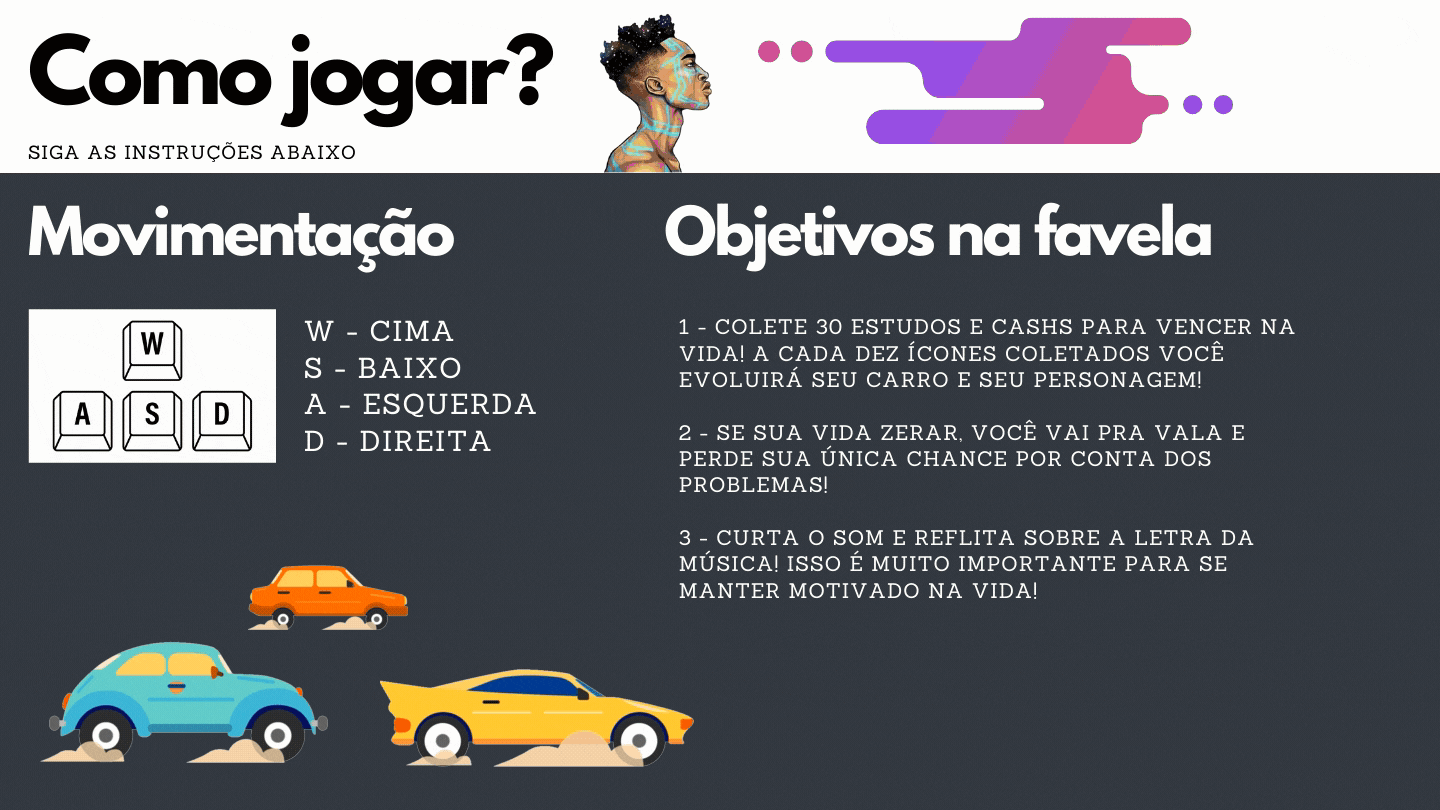 Como jogar?
SIGA AS INSTRUÇÕES ABAIXO
Movimentação
W
A S D
W - CIMA
S - BAIXO
A - ESQUERDA
D - DIREITA
Objetivos na favela
1 - COLETE 30 ESTUDOS E CASHS PARA VENCER NA
VIDA! A CADA DEZ ÍCONES COLETADOS VOCÊ
EVOLUIRÁ SEU CARRO E SEU PERSONAGEM!
2 - SE SUA VIDA ZERAR, VOCÊ VAI PRA VALA E
PERDE SUA ÚNICA CHANCE POR CONTA DOS
PROBLEMAS!
3 - CURTA O SOM E REFLITA SOBRE A LETRA DA
MÚSICA! ISSO É MUITO IMPORTANTE PARA SE
MANTER MOTIVADO NA VIDA!